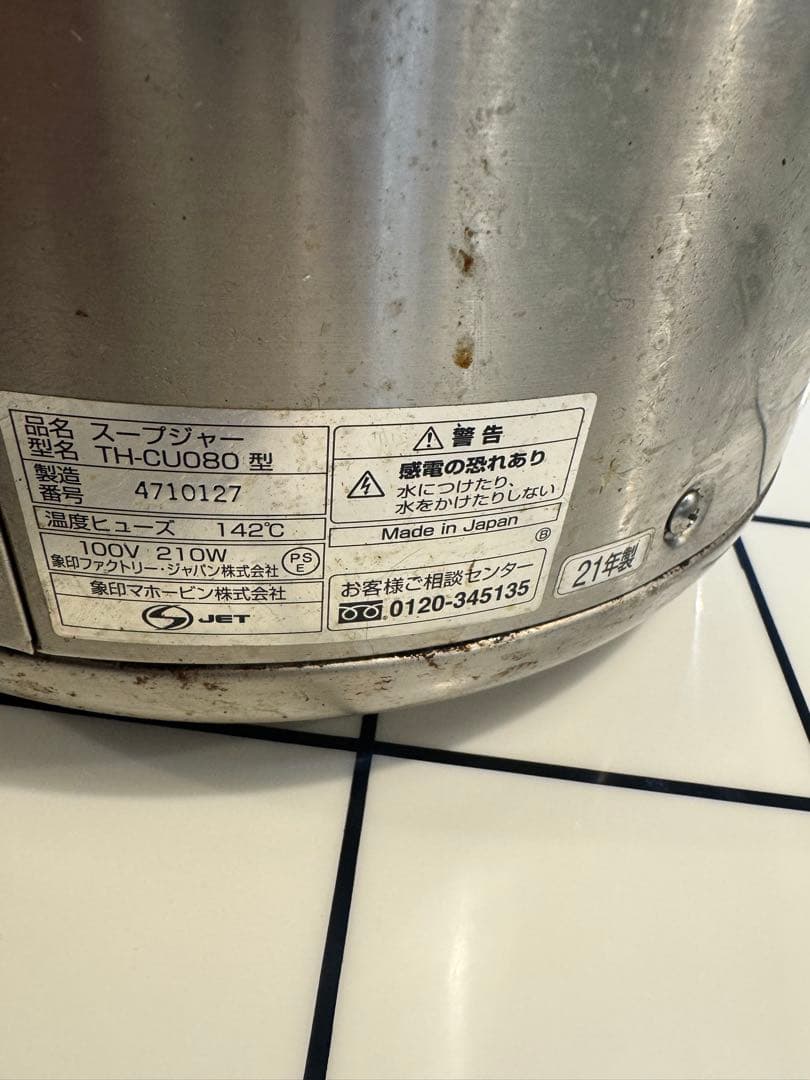 品名 スープジャー
型名 TH-CU080 型
製造番号 4710127
温度ヒューズ 142℃
100V 210W
象印ファクトリー・ジャパン株式会社
PSE
象印マホービン株式会社
JET
⚠ 警告
感電の恐れあり
水につけたり、
水をかけたりしない
Made in Japan
Ⓑ
お客様ご相談センター
0120-345135
21年製